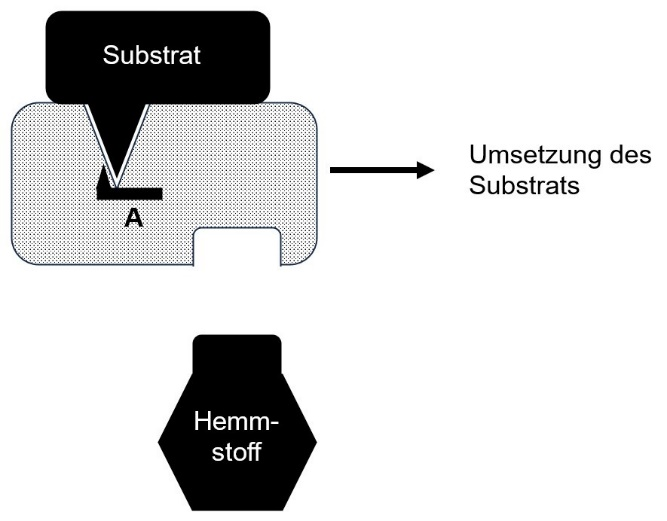 Substrat
Umsetzung des
Substrats
A
Hemm-
stoff